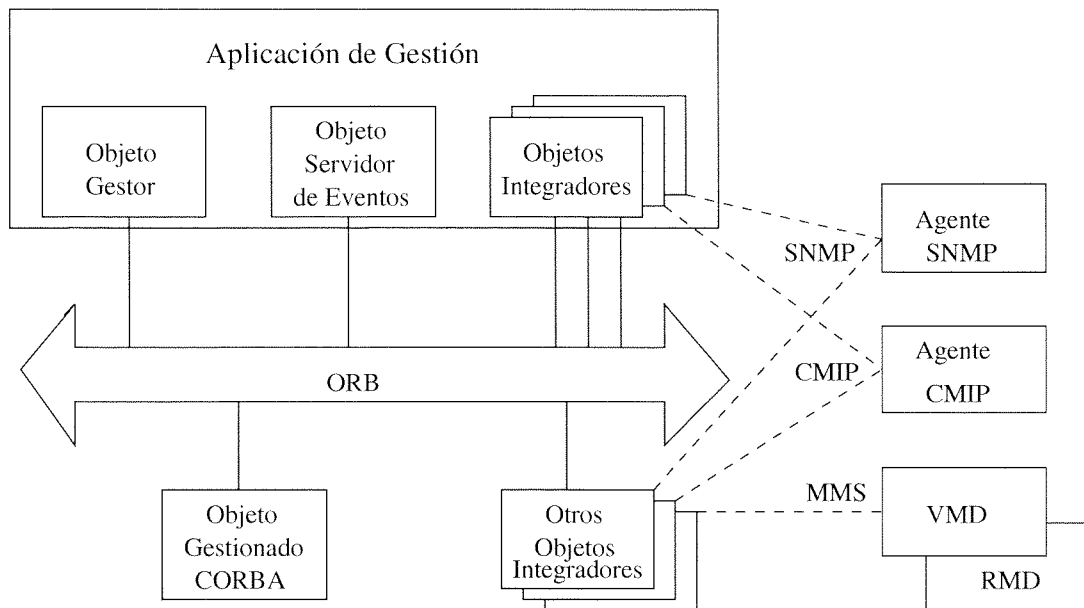 Aplicación de Gestión
Objeto
Gestor
Objeto
Servidor
de Eventos
Objetos
Integradores
SNMP
Agente
SNMP
CMIP
Agente
CMIP
ORB
Objeto
Gestionado
CORBA
Otros
Objetos
Integradores
MMS
VMD
RMD